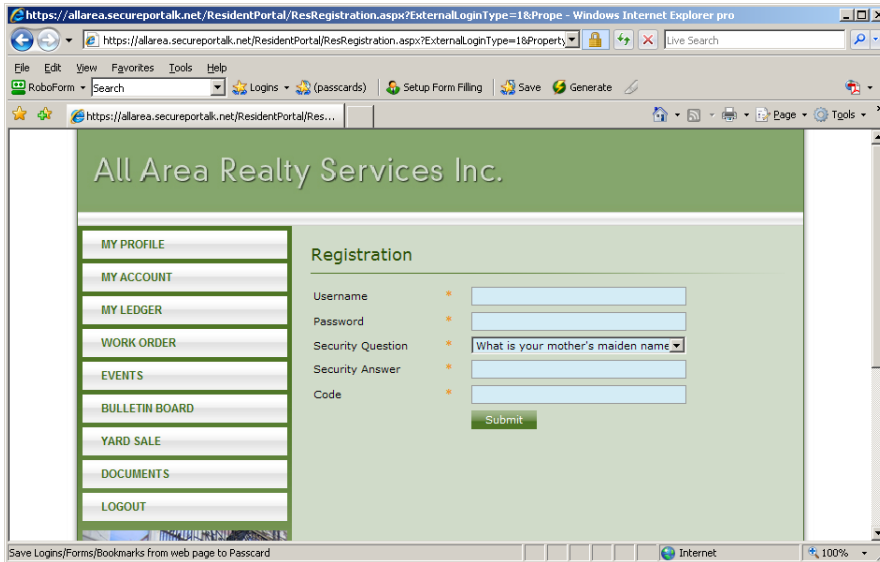 https://allarea.secureportalk.net/ResidentPortal/ResRegistration.aspx?ExternalLoginType=1&Prope - Windows Internet Explorer pro
https://allarea.secureportalk.net/ResidentPortal/ResRegistration.aspx?ExternalLoginType=1&Property Live Search
File Edit View Favorites Tools Help
RoboForm Search Logins (passcards) Setup Form Filling Save Generate
https://allarea.secureportalk.net/ResidentPortal/Res... Page Tools
All Area Realty Services Inc.
MY PROFILE
MY ACCOUNT
MY LEDGER
WORK ORDER
EVENTS
BULLETIN BOARD
YARD SALE
DOCUMENTS
LOGOUT
Registration
Username *
Password *
Security Question * What is your mother's maiden name
Security Answer *
Code *
Submit
Save Logins/Forms/Bookmarks from web page to Passcard Internet 100%